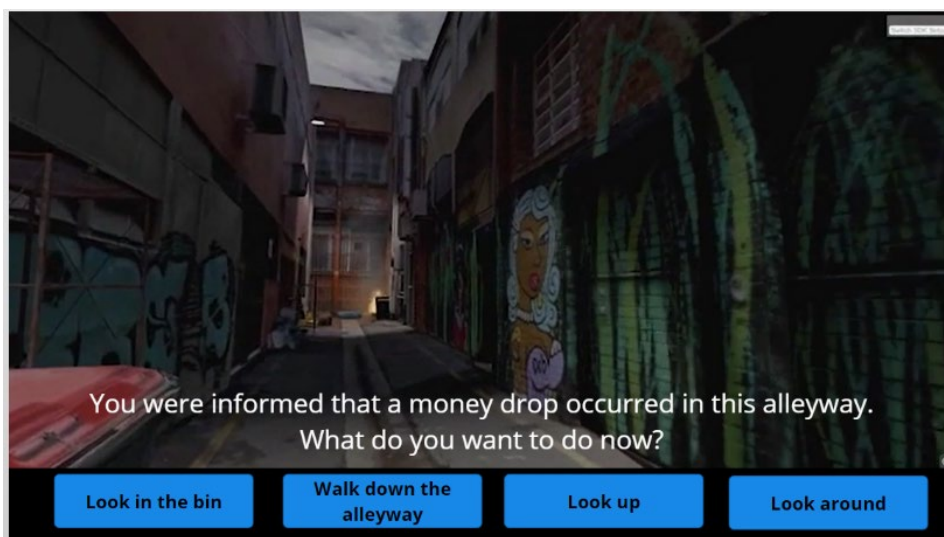 You were informed that a money drop occurred in this alleyway.
What do you want to do now?
Look in the bin
Walk down the
alleyway
Look up
Look around